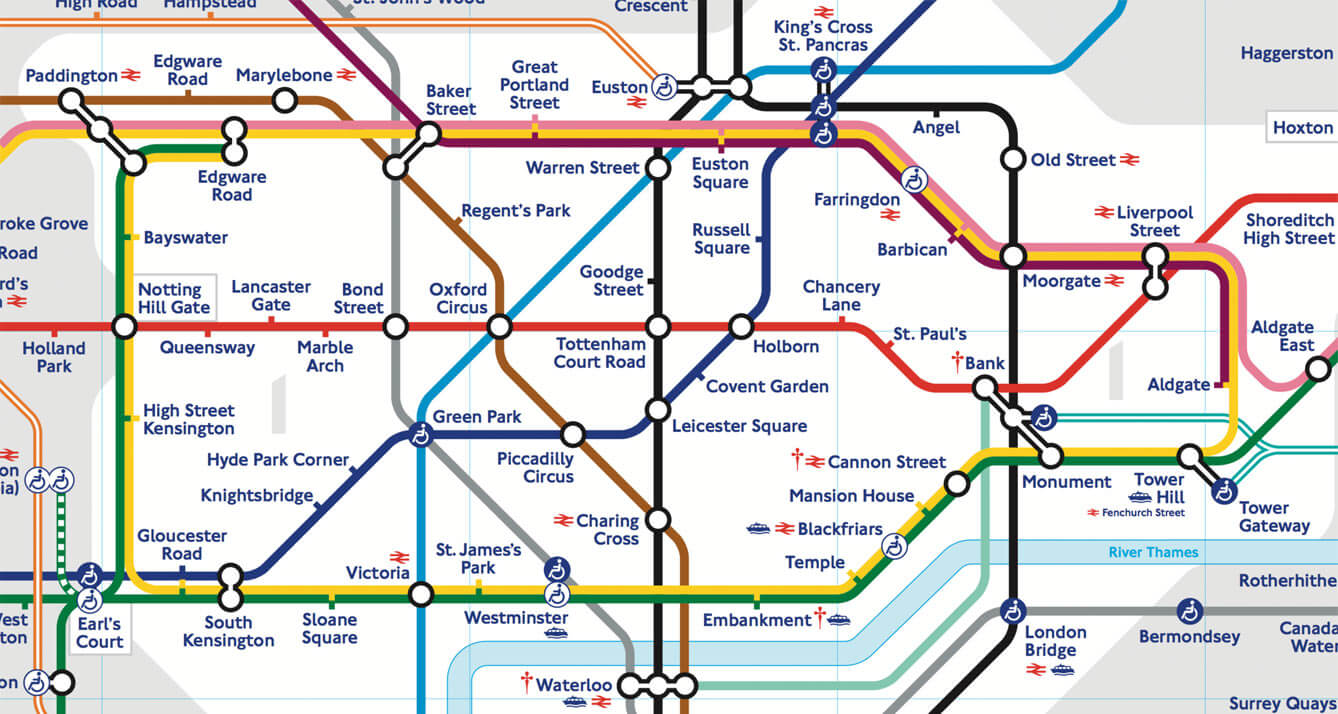 High Road
Hampstead
St. John's Wood
Crescent
King's Cross
St. Pancras
Haggerston
Paddington
Edgware
Road
Marylebone
Baker
Street
Great
Portland
Street
Euston
Angel
Hoxton
Old Street
Warren Street
Euston
Square
Edgware
Road
Farringdon
Barbican
Liverpool
Street
Shoreditch
High Street
Regent's Park
Russell
Square
roke Grove
Road
Bayswater
Moorgate
Goodge
Street
rd's
Notting
Hill Gate
Lancaster
Gate
Bond
Street
Oxford
Circus
Chancery
Lane
St. Paul's
Aldgate
East
Holland
Park
Queensway
Marble
Arch
Tottenham
Court Road
Holborn
†Bank
Covent Garden
Aldgate
High Street
Kensington
Green Park
Leicester Square
Hyde Park Corner
Piccadilly
Circus
†Cannon Street
Knightsbridge
on
ia)
Mansion House
Monument
Tower
Hill
Fenchurch Street
Tower
Gateway
Charing
Cross
Blackfriars
Gloucester
Road
Victoria
St. James's
Park
Temple
River Thames
Rotherhithe
West
ton
Earl's
Court
South
Kensington
Sloane
Square
Westminster
Embankment†
London
Bridge
Bermondsey
Canada
Water
on
†Waterloo
Surrey Quays